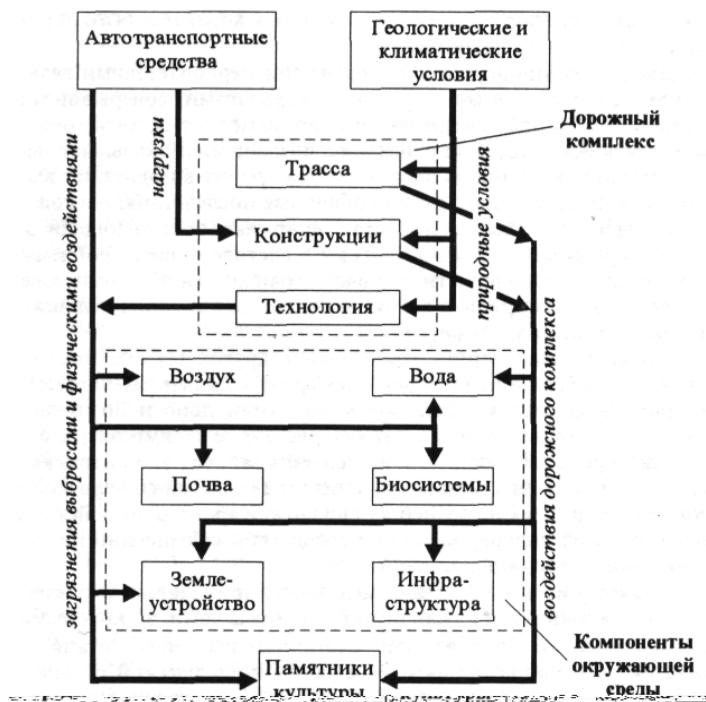 Автотранспортные
средства
Геологические и
климатические
условия
Дорожный
комплекс
нагрузки
Трасса
природные условия
Конструкции
Технология
загрязнения выбросами и физическими воздействиями
воздействия дорожного комплекса
Воздух
Вода
Почва
Биосистемы
Земле-
устройство
Инфра-
структура
Компоненты
окружающей
среды
Памятники
культуры